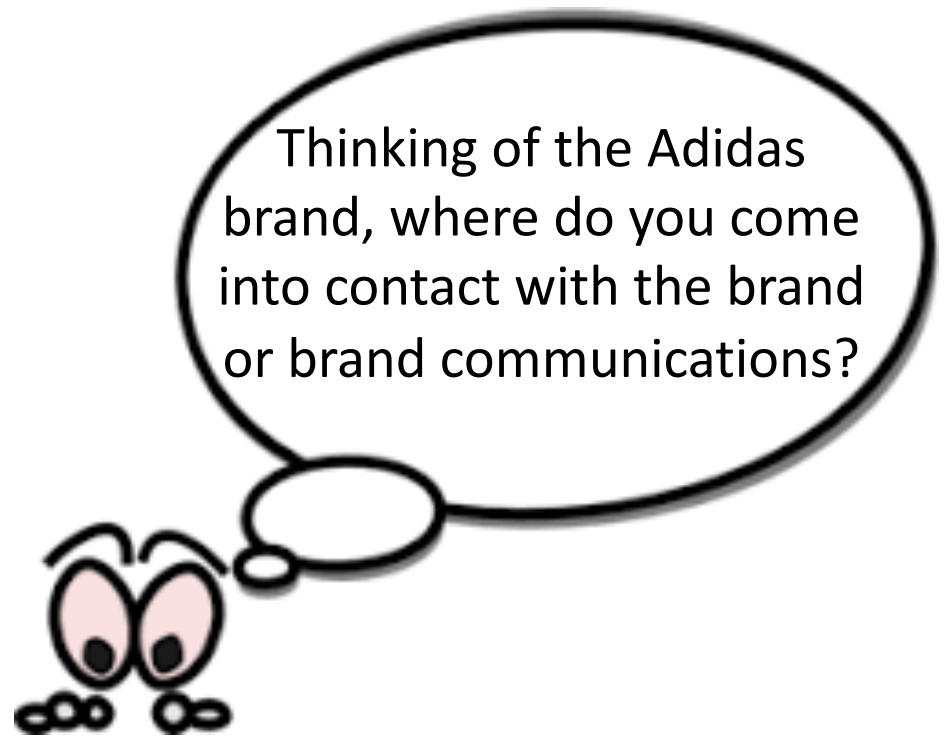 Thinking of the Adidas
brand, where do you come
into contact with the brand
or brand communications?